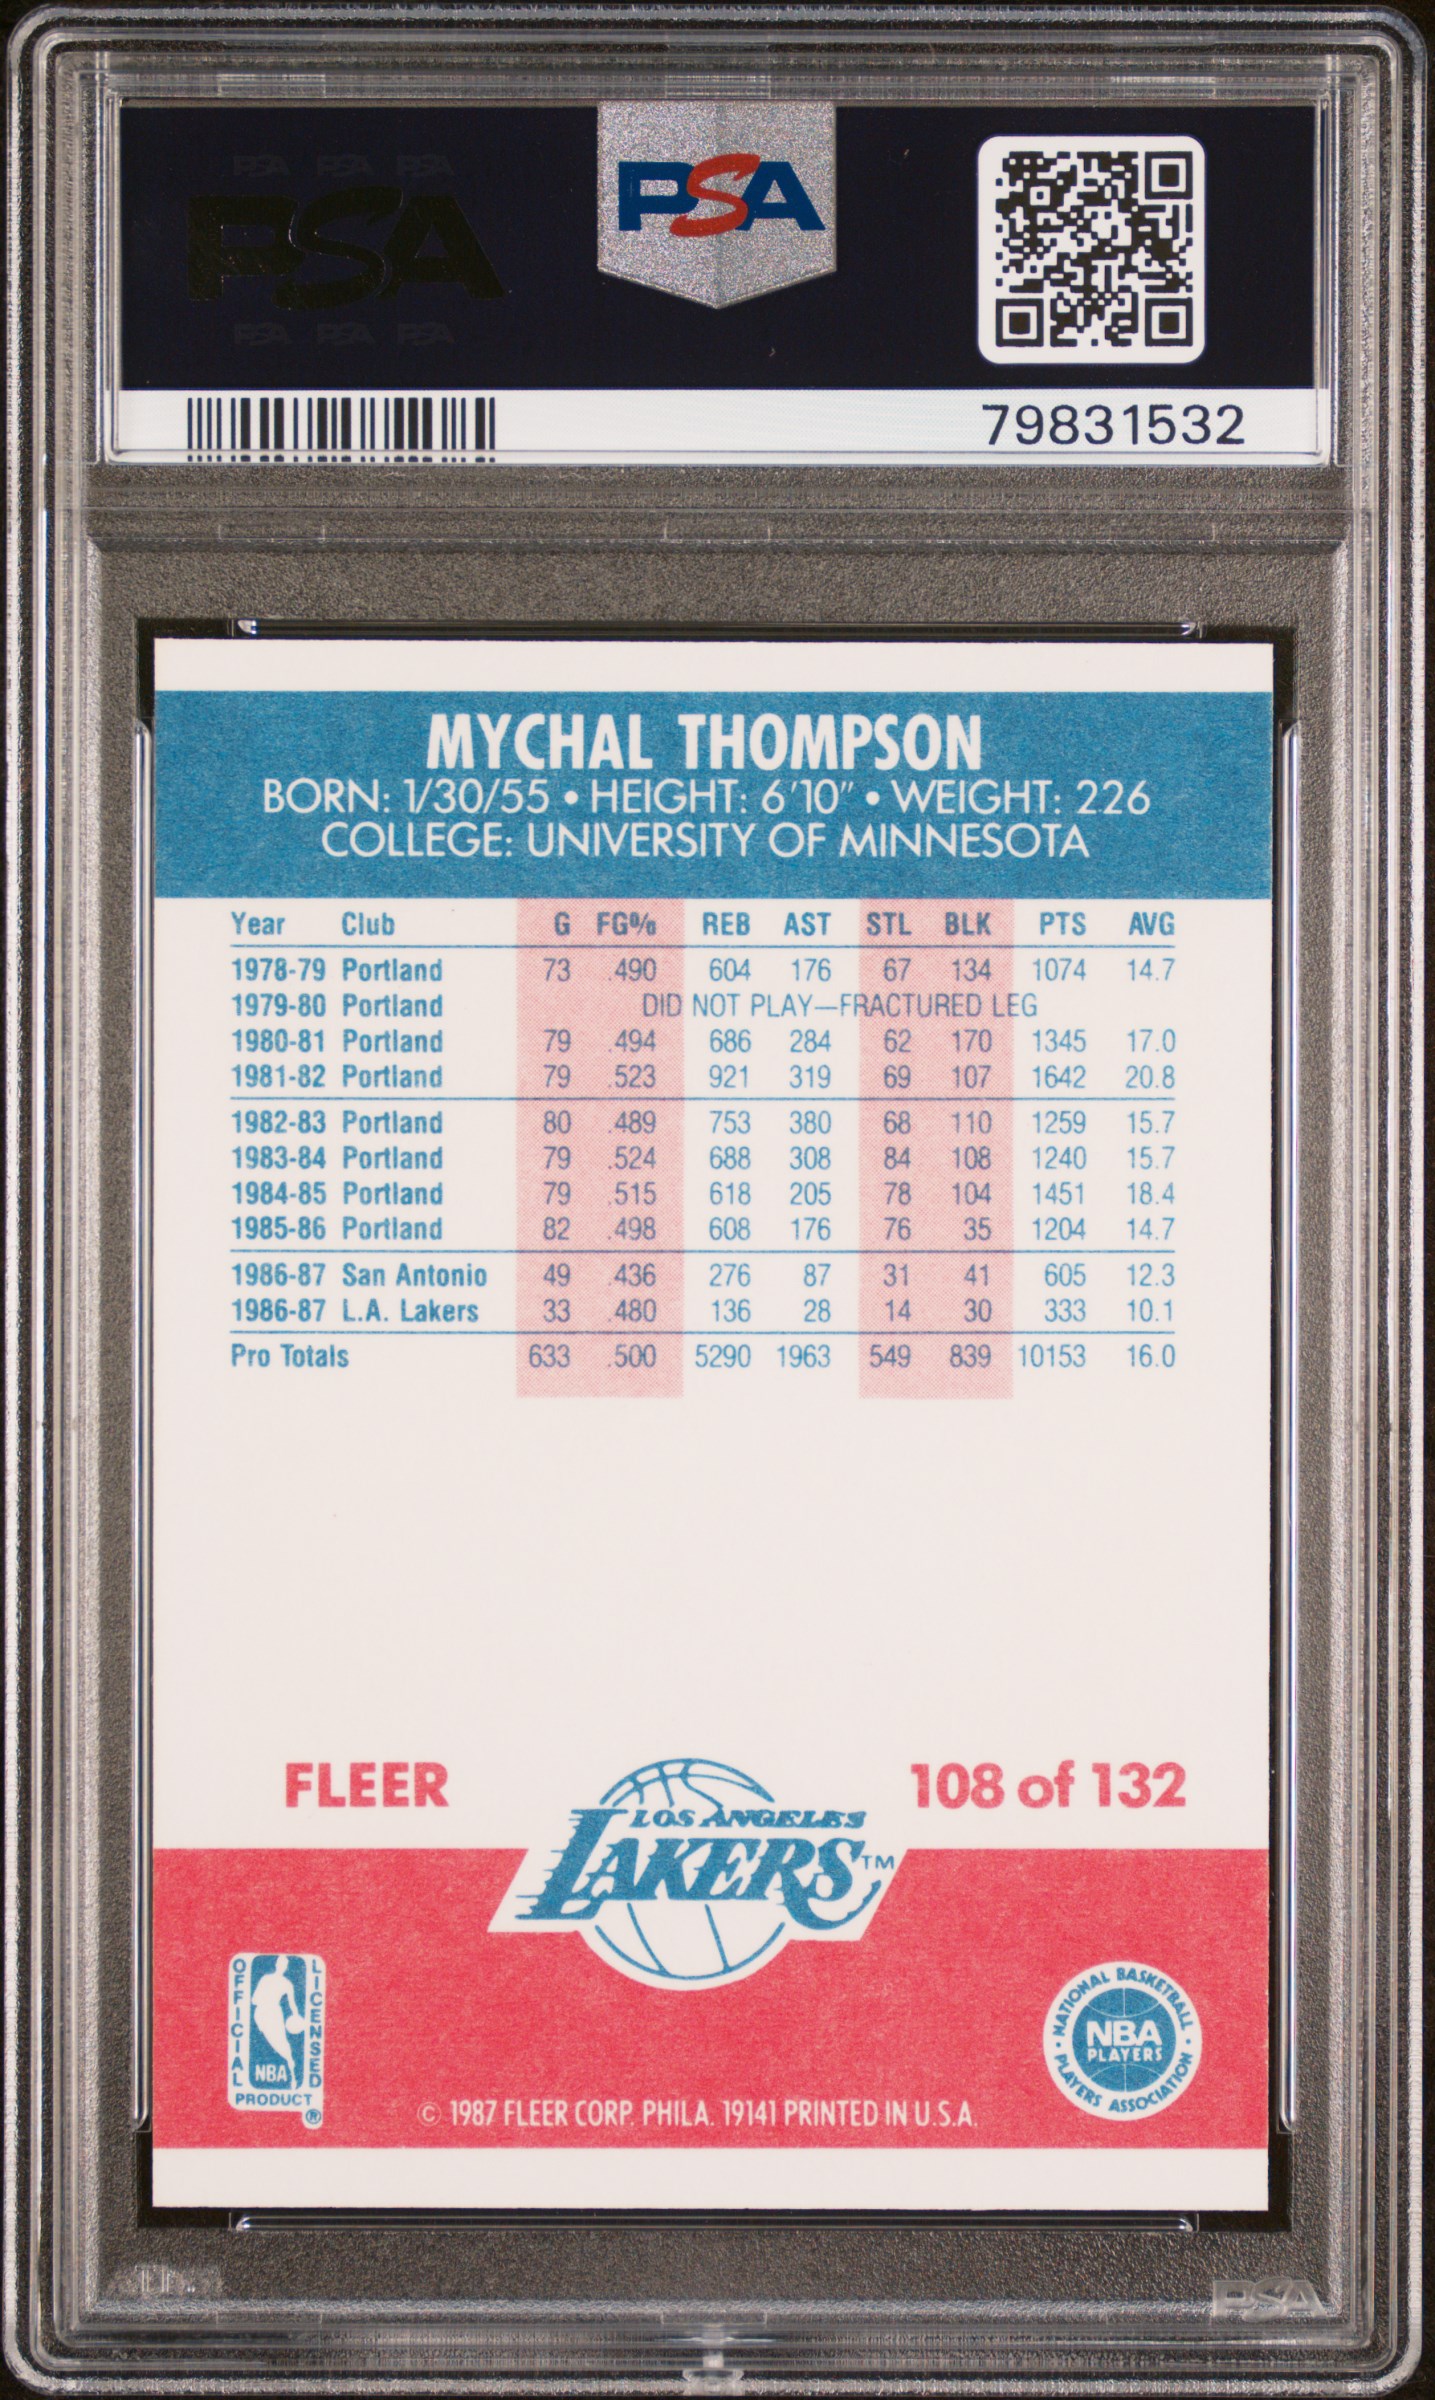 PSA PSA PSA
PSA
PSA PSA PSA
PSA
79831532
MYCHAL THOMPSON
BORN: 1/30/55 • HEIGHT: 6'10" • WEIGHT: 226
COLLEGE: UNIVERSITY OF MINNESOTA
Year Club G FG% REB AST STL BLK PTS AVG
1978-79 Portland 73 .490 604 176 67 134 1074 14.7
1979-80 Portland DID NOT PLAY—FRACTURED LEG
1980-81 Portland 79 .494 686 284 62 170 1345 17.0
1981-82 Portland 79 .523 921 319 69 107 1642 20.8
1982-83 Portland 80 .489 753 380 68 110 1259 15.7
1983-84 Portland 79 .524 688 308 84 108 1240 15.7
1984-85 Portland 79 .515 618 205 78 104 1451 18.4
1985-86 Portland 82 .498 608 176 76 35 1204 14.7
1986-87 San Antonio 49 .436 276 87 31 41 605 12.3
1986-87 L.A. Lakers 33 .480 136 28 14 30 333 10.1
Pro Totals 633 .500 5290 1963 549 839 10153 16.0
FLEER
LOS ANGELES
LAKERS™
108 of 132
OFFICIAL LICENSED
NBA
PRODUCT
®
© 1987 FLEER CORP. PHILA. 19141 PRINTED IN U.S.A.
NATIONAL BASKETBALL
NBA
PLAYERS
PLAYERS ASSOCIATION
PSA